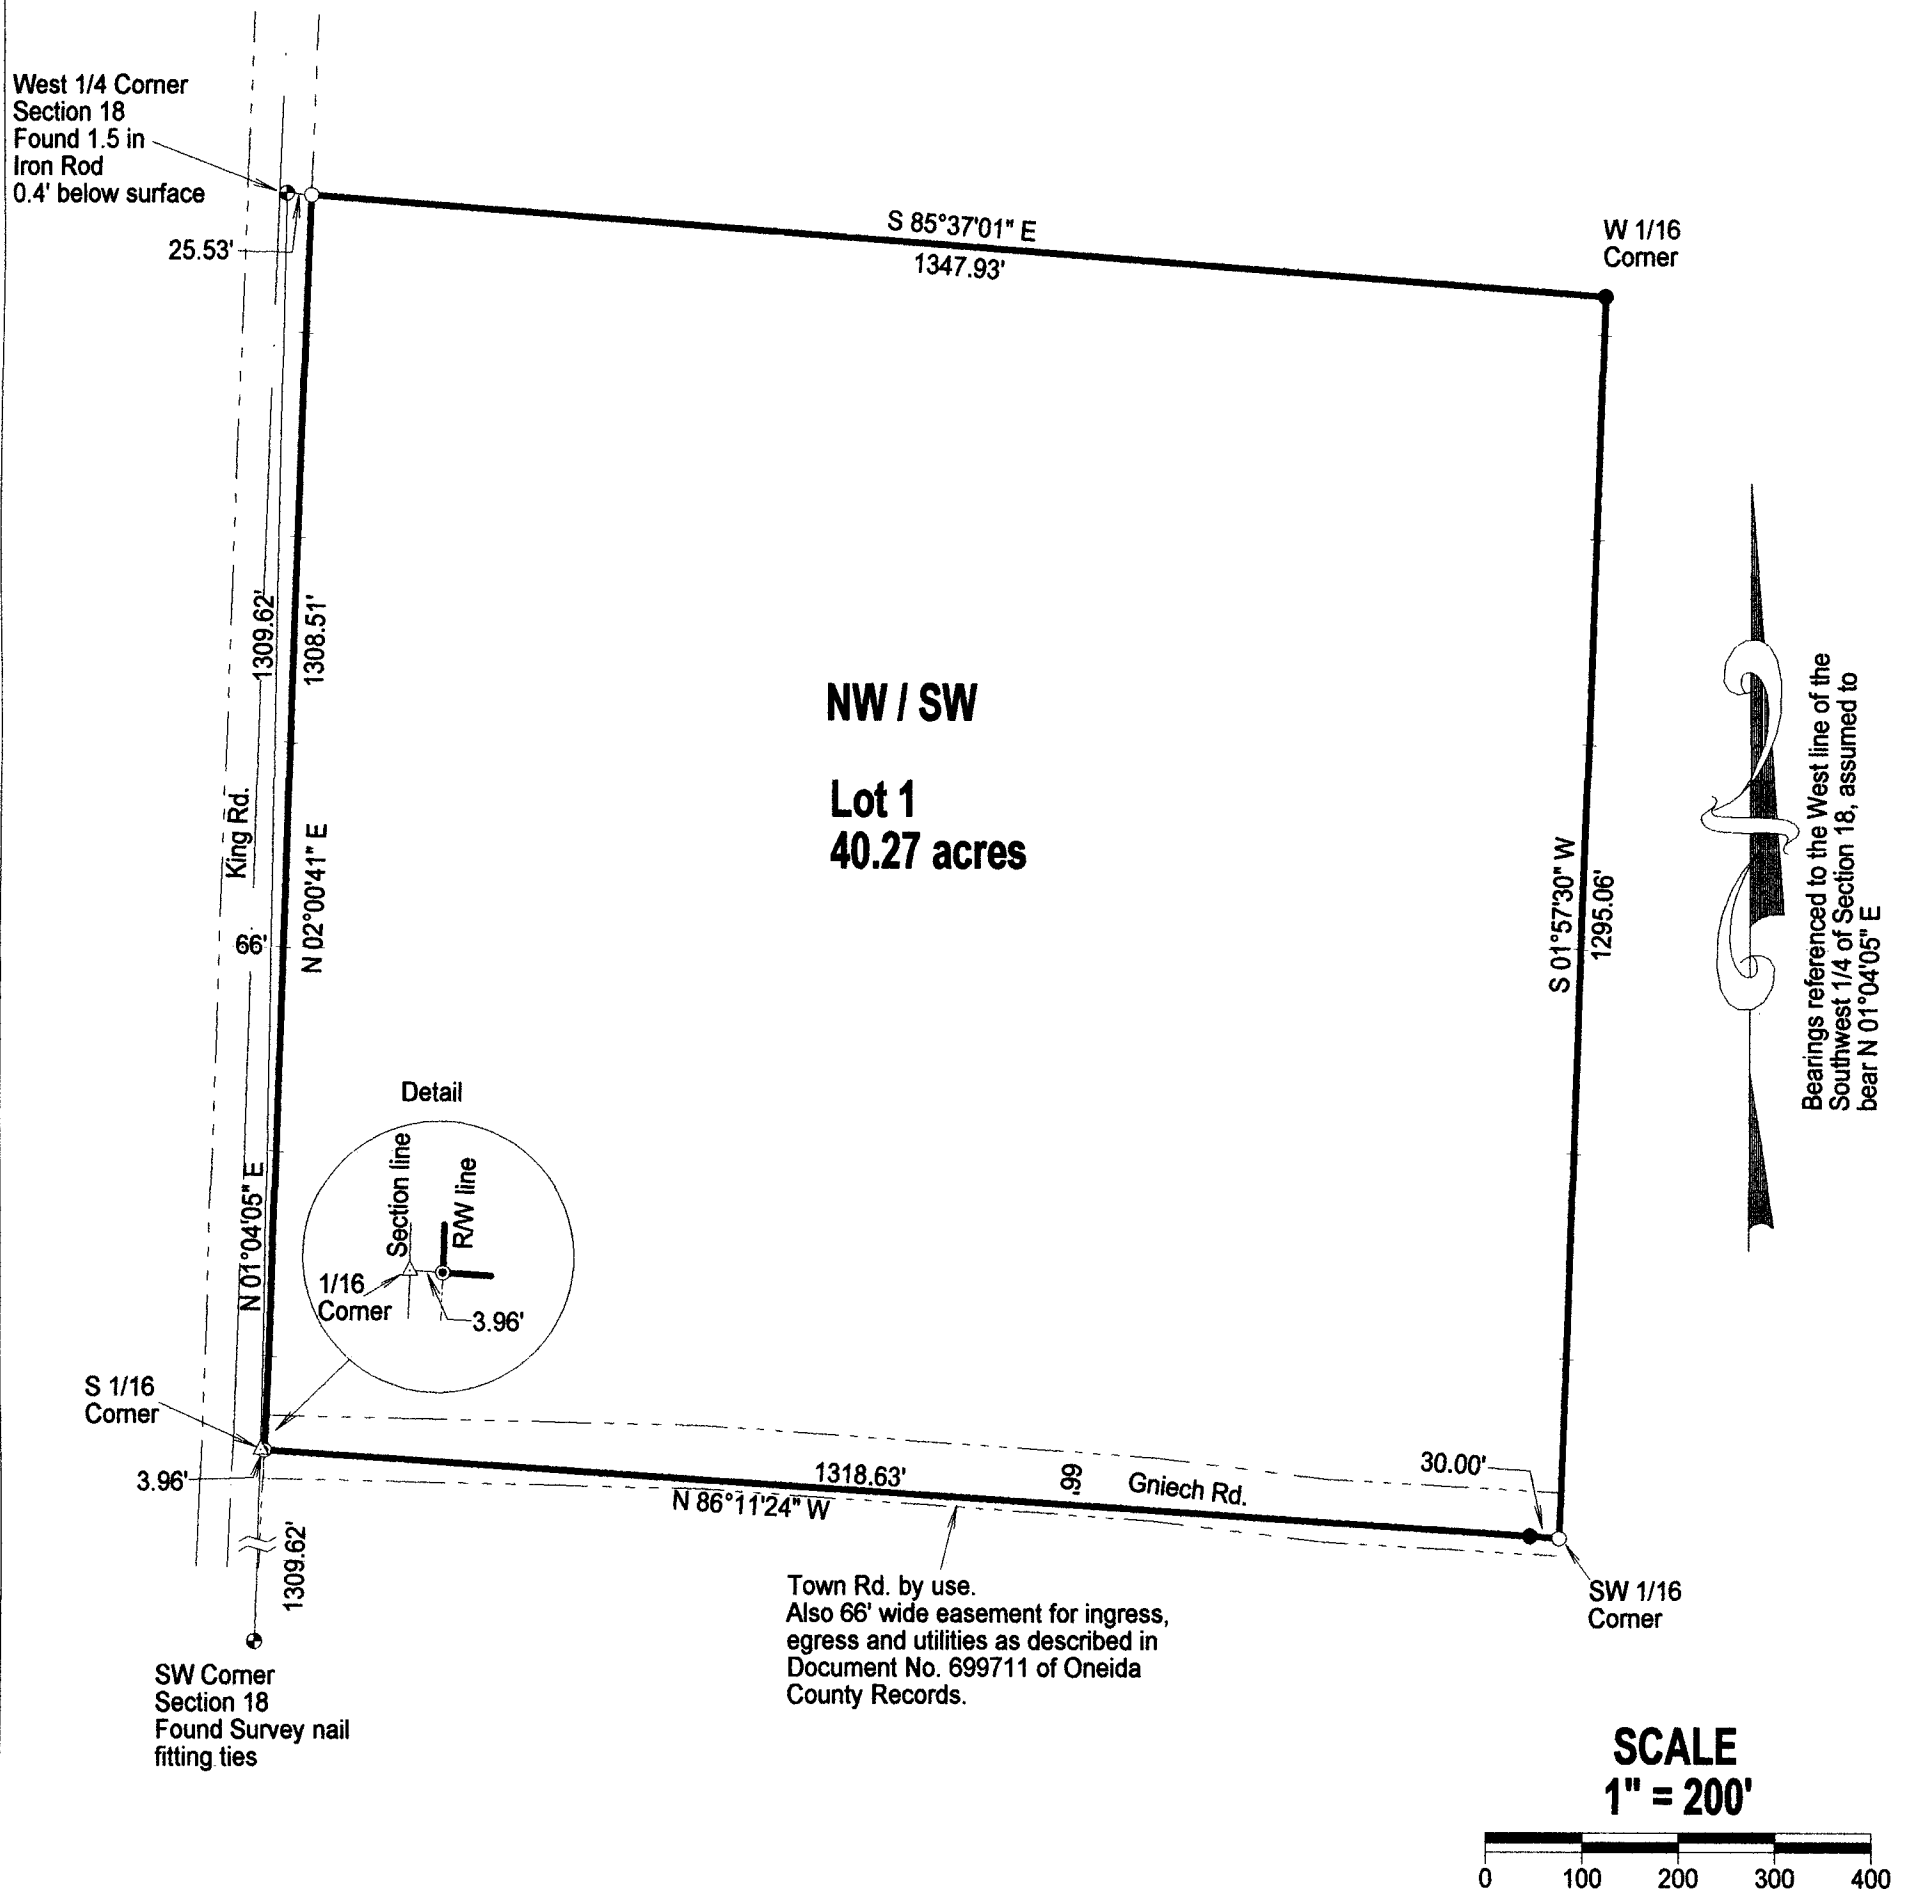 West 1/4 Corner
Section 18
Found 1.5 in
Iron Rod
0.4' below surface
25.53'
S 85°37'01" E
1347.93'
W 1/16
Corner
1309.62'
1308.51'
King Rd.
66'
N 02°00'41" E
N 01°04'05" E
NW / SW
Lot 1
40.27 acres
S 01°57'30" W
1295.06'
Bearings referenced to the West line of the
Southwest 1/4 of Section 18, assumed to
bear N 01°04'05" E
Detail
Section line
R/W line
1/16
Corner
3.96'
S 1/16
Corner
3.96'
1309.62'
1318.63'
N 86°11'24" W
66'
Gniech Rd.
30.00'
SW 1/16
Corner
Town Rd. by use.
Also 66' wide easement for ingress,
egress and utilities as described in
Document No. 699711 of Oneida
County Records.
SW Corner
Section 18
Found Survey nail
fitting ties
SCALE
1" = 200'
0 100 200 300 400